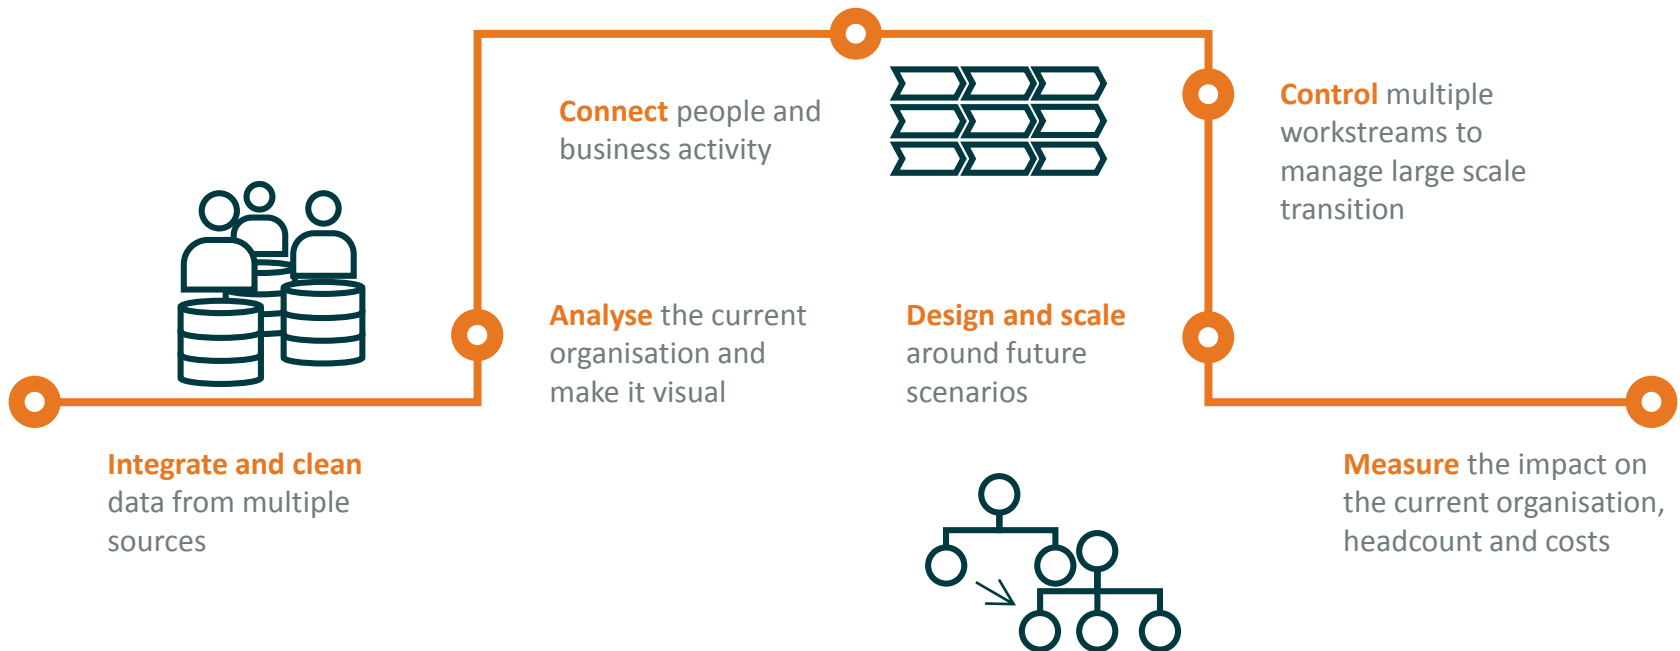 Integrate and clean
data from multiple
sources
Analyse the current
organisation and
make it visual
Connect people and
business activity
Control multiple
workstreams to
manage large scale
transition
Design and scale
around future
scenarios
Measure the impact on
the current organisation,
headcount and costs